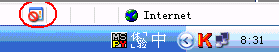 Internet
中 K 8:31